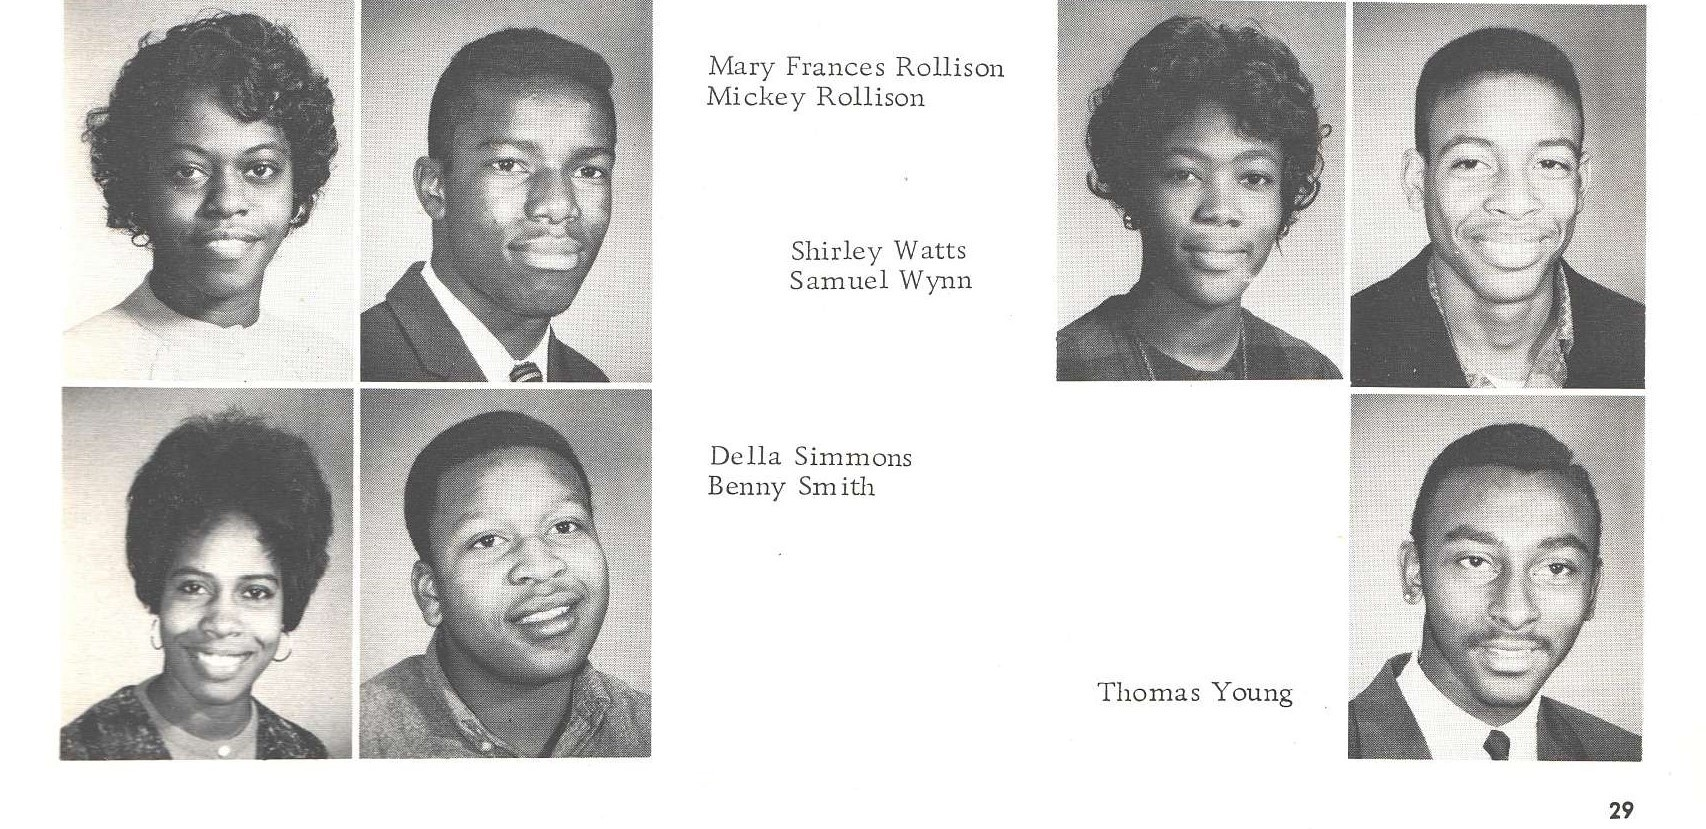 Mary Frances Rollison
Mickey Rollison
Shirley Watts
Samuel Wynn
Della Simmons
Benny Smith
Thomas Young
29